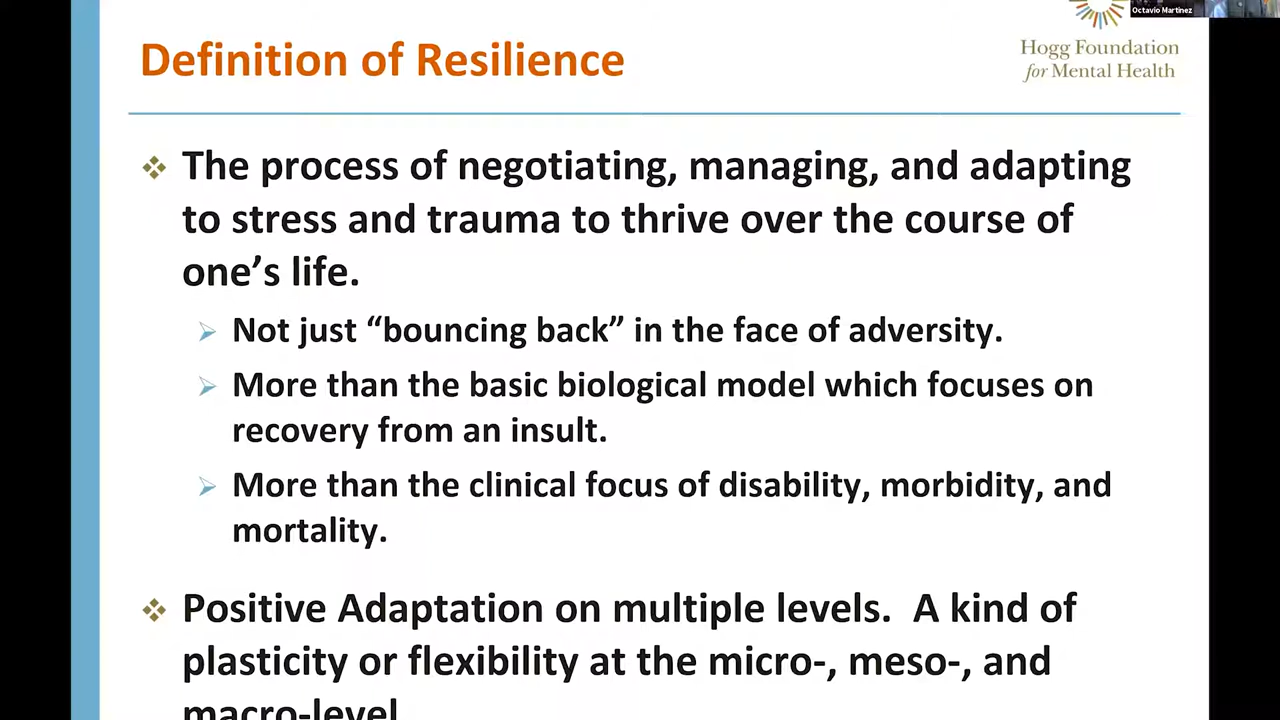 Octavio Martinez
Definition of Resilience
Hogg Foundation
for Mental Health
❖ The process of negotiating, managing, and adapting
to stress and trauma to thrive over the course of
one’s life.
➢ Not just “bouncing back” in the face of adversity.
➢ More than the basic biological model which focuses on
recovery from an insult.
➢ More than the clinical focus of disability, morbidity, and
mortality.
❖ Positive Adaptation on multiple levels.  A kind of
plasticity or flexibility at the micro-, meso-, and
macro-level